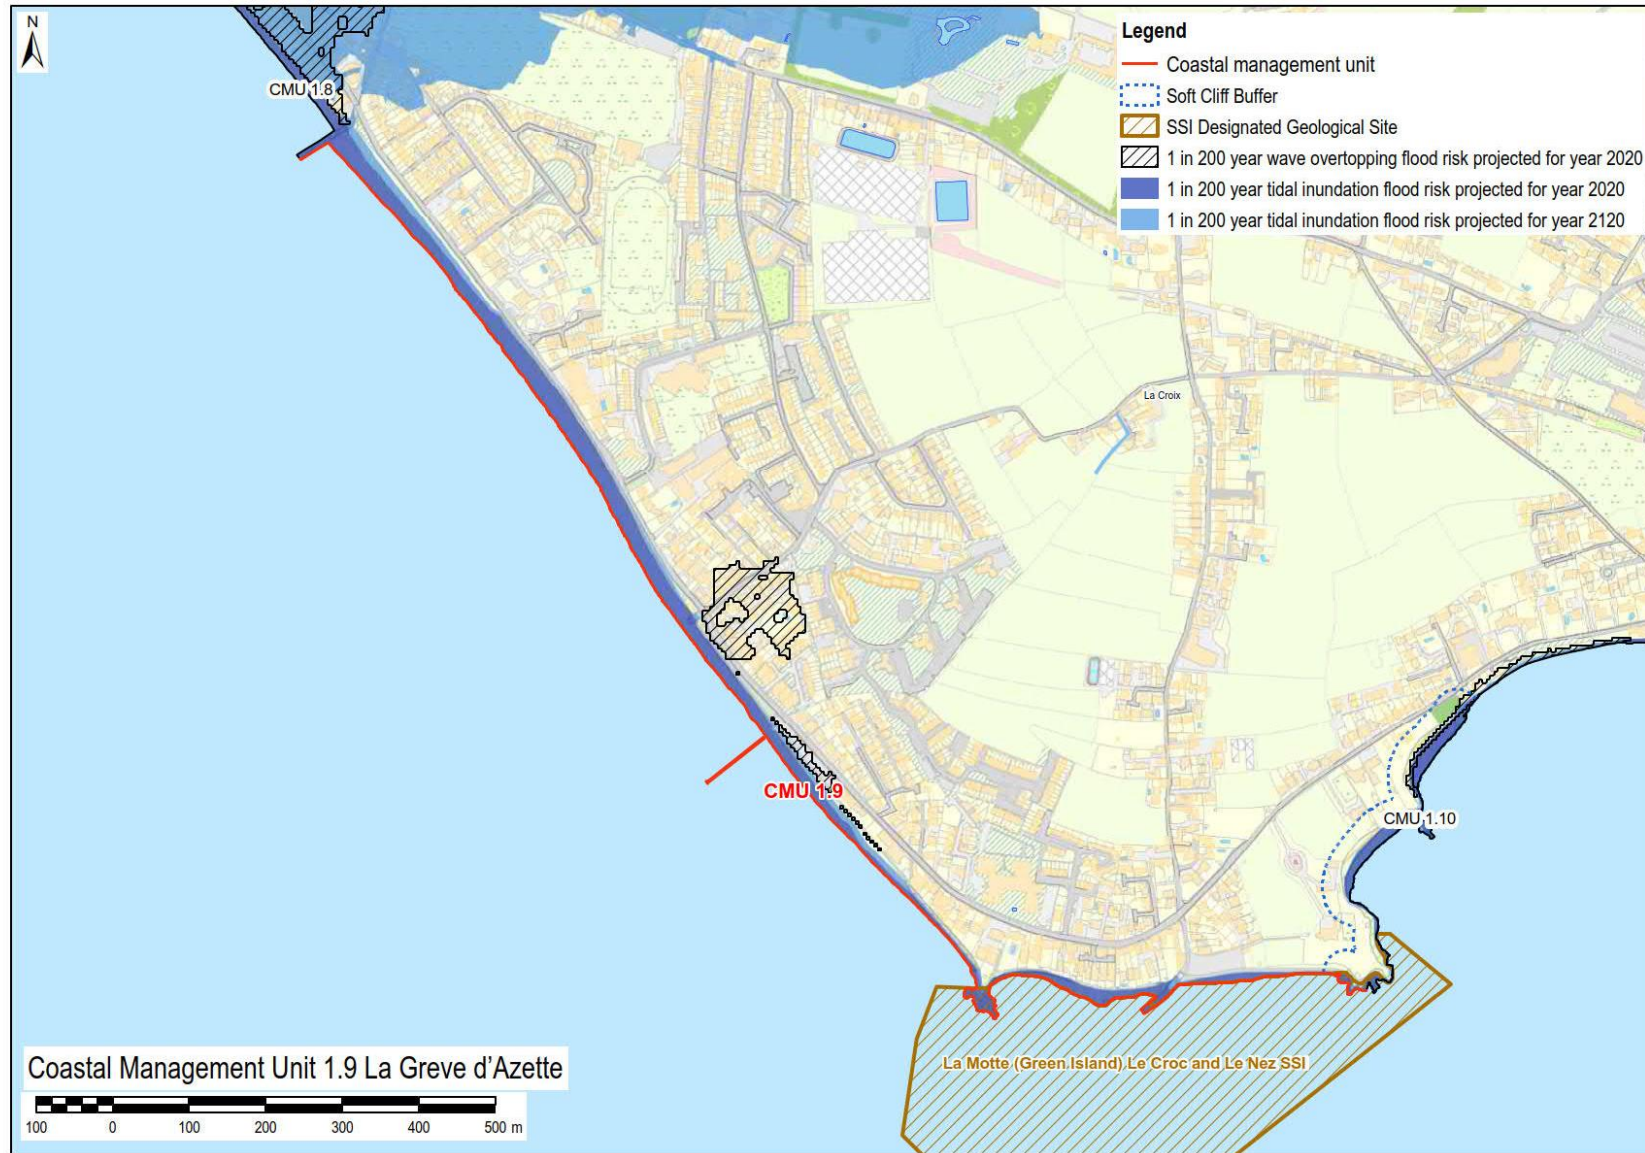 N
Legend
Coastal management unit
Soft Cliff Buffer
SSI Designated Geological Site
1 in 200 year wave overtopping flood risk projected for year 2020
1 in 200 year tidal inundation flood risk projected for year 2020
1 in 200 year tidal inundation flood risk projected for year 2120
CMU 1.8
La Croix
CMU 1.9
CMU 1.10
La Motte (Green Island) Le Croc and Le Nez SSI
Coastal Management Unit 1.9 La Greve d'Azette
100 0 100 200 300 400 500 m